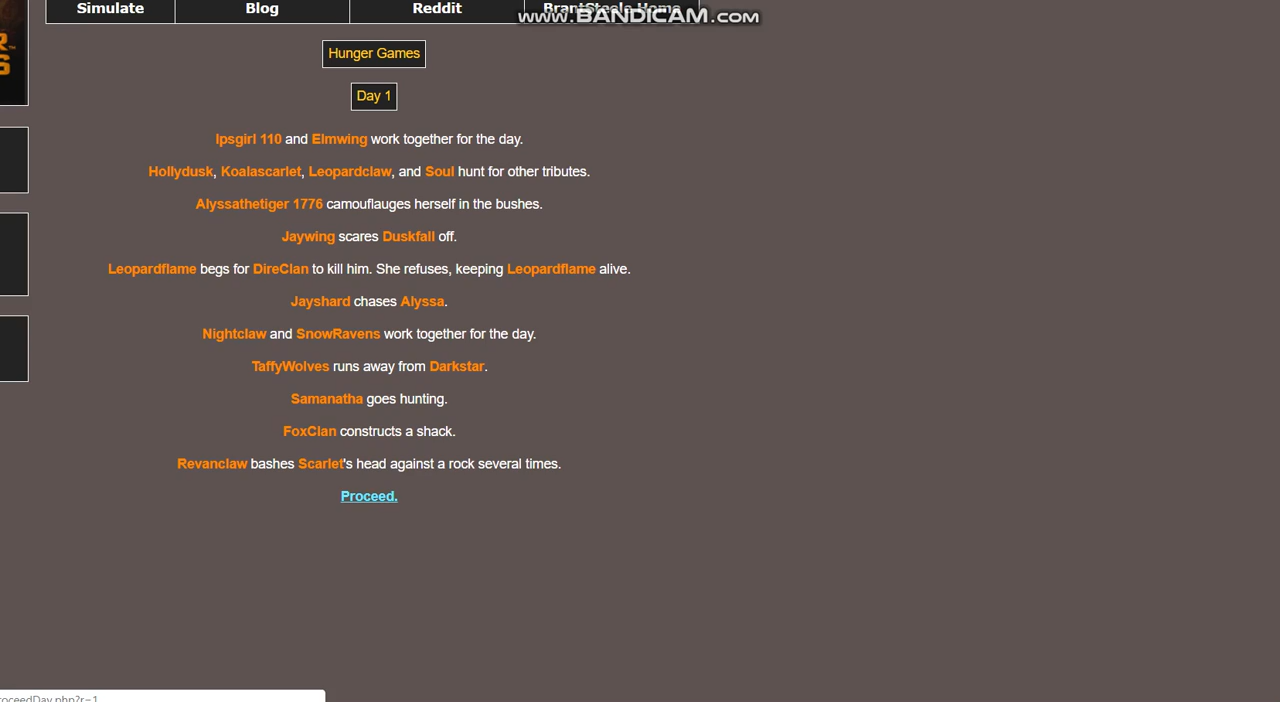 Simulate Blog Reddit BrantSteele Home
www.BANDICAM.com
Hunger Games
Day 1
Ipsgirl 110 and Elmwing work together for the day.
Hollydusk, Koalascarlet, Leopardclaw, and Soul hunt for other tributes.
Alyssathetiger 1776 camouflauges herself in the bushes.
Jaywing scares Duskfall off.
Leopardflame begs for DireClan to kill him. She refuses, keeping Leopardflame alive.
Jayshard chases Alyssa.
Nightclaw and SnowRavens work together for the day.
TaffyWolves runs away from Darkstar.
Samanatha goes hunting.
FoxClan constructs a shack.
Revanclaw bashes Scarlet's head against a rock several times.
Proceed.